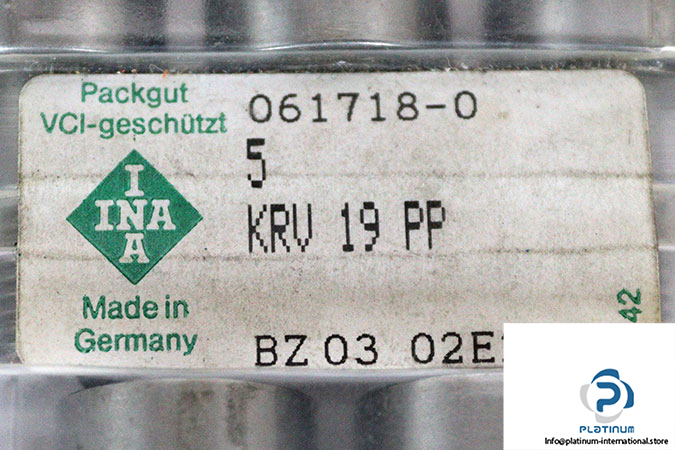 Packgut
VCI-geschützt
061718-0
5
INA
INA
KRV 19 PP
Made in
Germany
BZ 03 02E
42
PLATINUM
Info@platinum-international.store